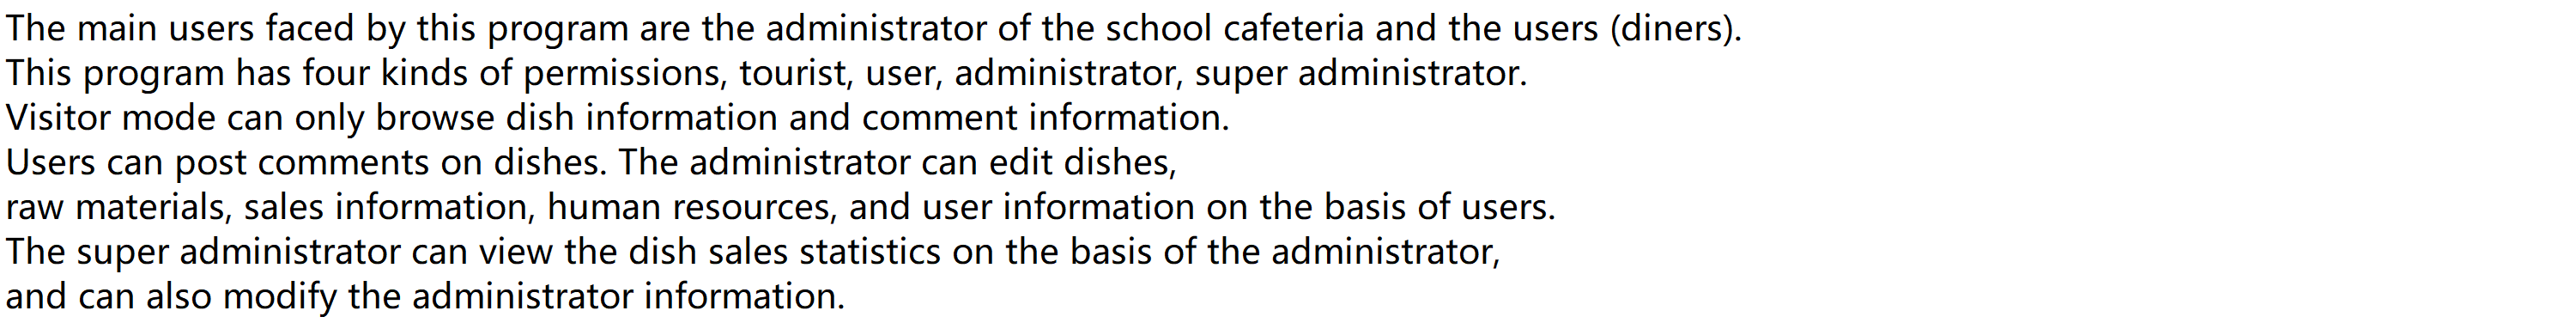 The main users faced by this program are the administrator of the school cafeteria and the users (diners).
This program has four kinds of permissions, tourist, user, administrator, super administrator.
Visitor mode can only browse dish information and comment information.
Users can post comments on dishes. The administrator can edit dishes,
raw materials, sales information, human resources, and user information on the basis of users.
The super administrator can view the dish sales statistics on the basis of the administrator,
and can also modify the administrator information.